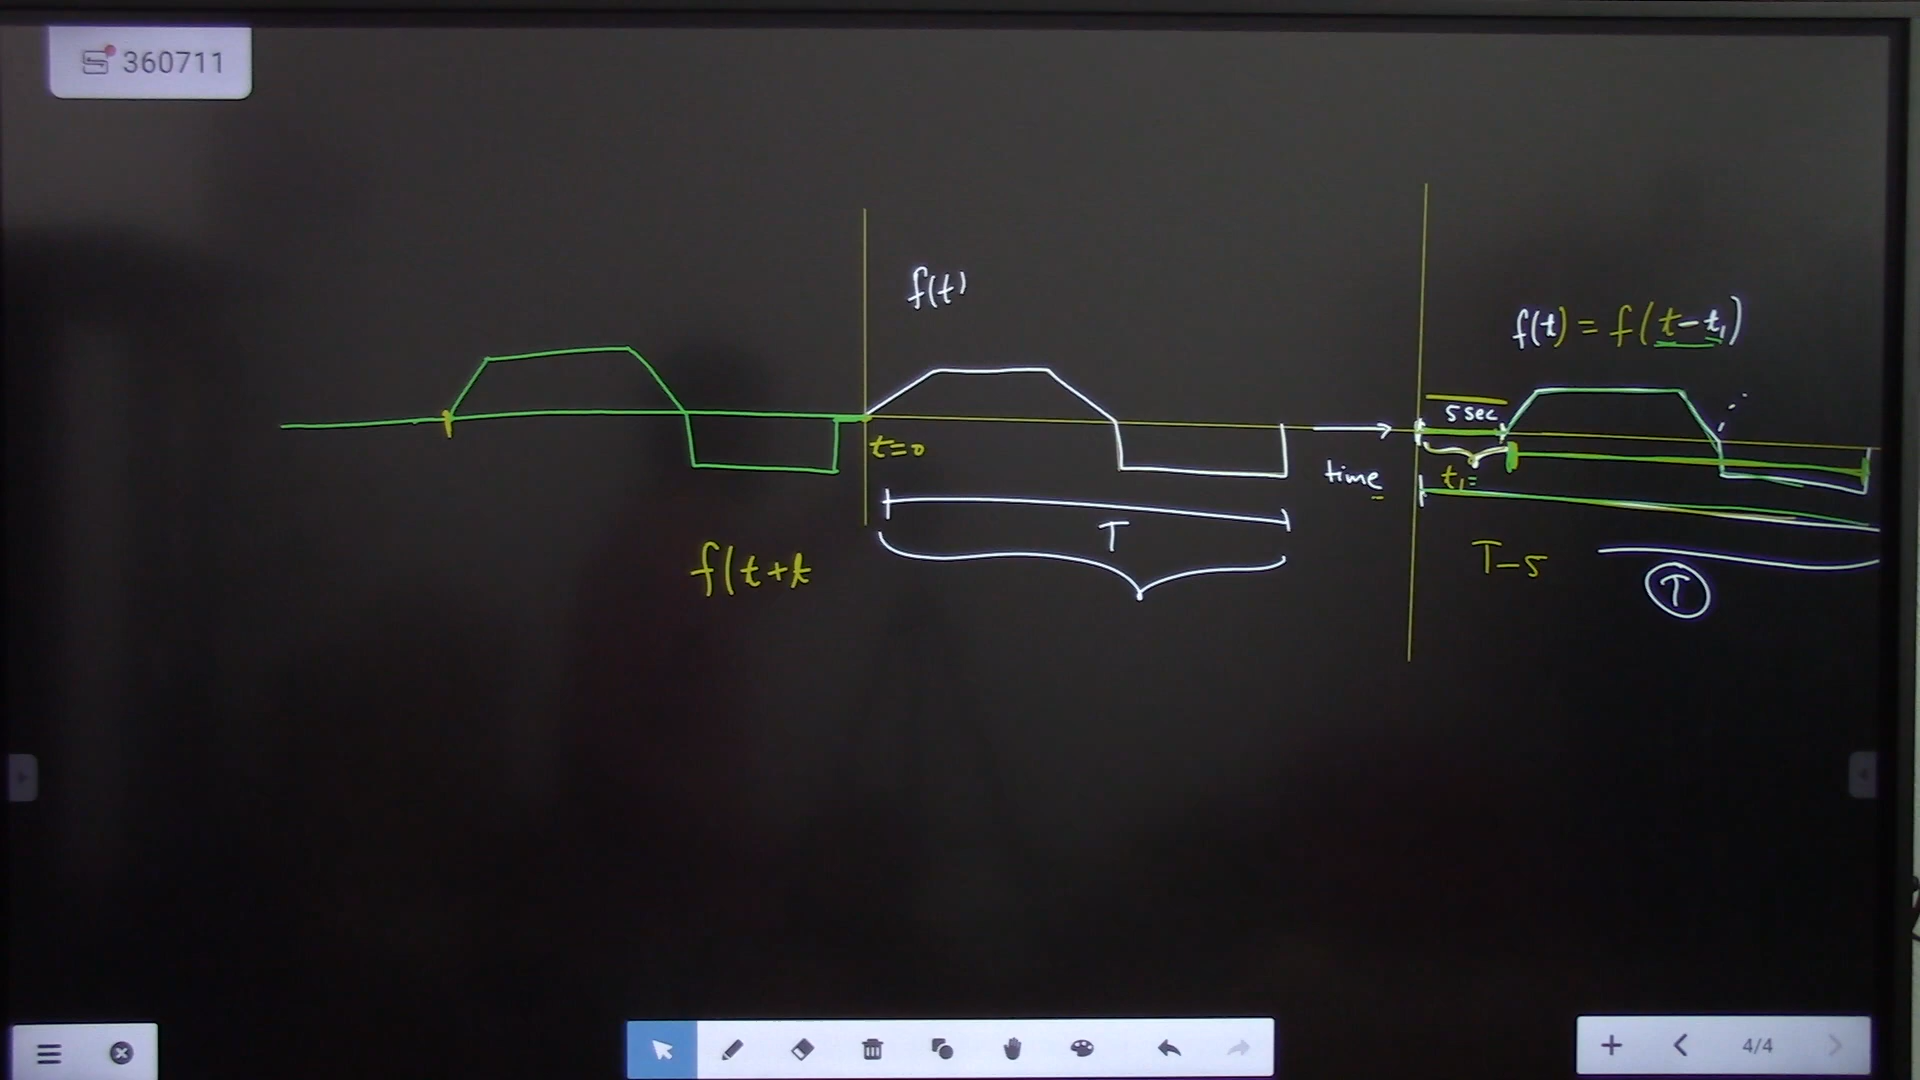 360711
f(t)
f(t) = f(t-t₁)
5 sec
t=0
time
t₁=
T
T-5
f(t+t
T
4/4